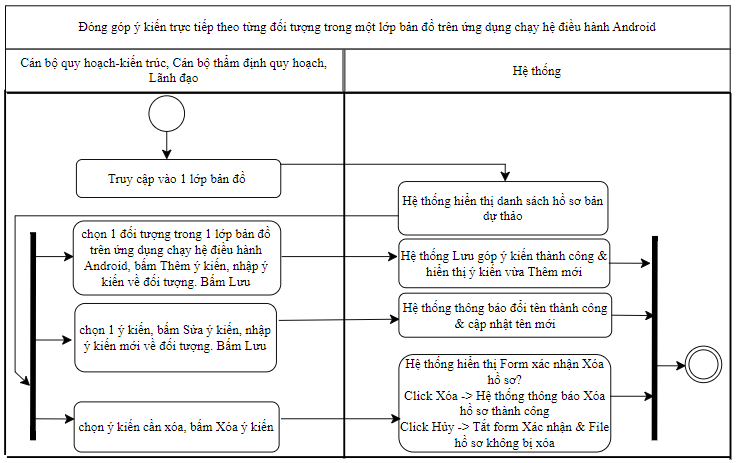 Đóng góp ý kiến trực tiếp theo từng đối tượng trong một lớp bản đồ trên ứng dụng chạy hệ điều hành Android
Cán bộ quy hoạch-kiến trúc, Cán bộ thẩm định quy hoạch,
Lãnh đạo
Hệ thống
Truy cập vào 1 lớp bản đồ
Hệ thống hiển thị danh sách hồ sơ bản
dự thảo
chọn 1 đối tượng trong 1 lớp bản đồ
trên ứng dụng chạy hệ điều hành
Android, bấm Thêm ý kiến, nhập ý
kiến về đối tượng. Bấm Lưu
Hệ thống Lưu góp ý kiến thành công &
hiển thị ý kiến vừa Thêm mới
chọn 1 ý kiến, bấm Sửa ý kiến, nhập
ý kiến mới về đối tượng. Bấm Lưu
Hệ thống thông báo đổi tên thành công
& cập nhật tên mới
chọn ý kiến cần xóa, bấm Xóa ý kiến
Hệ thống hiển thị Form xác nhận Xóa
hồ sơ?
Click Xóa -> Hệ thống thông báo Xóa
hồ sơ thành công
Click Hủy -> Tắt form Xác nhận & File
hồ sơ không bị xóa